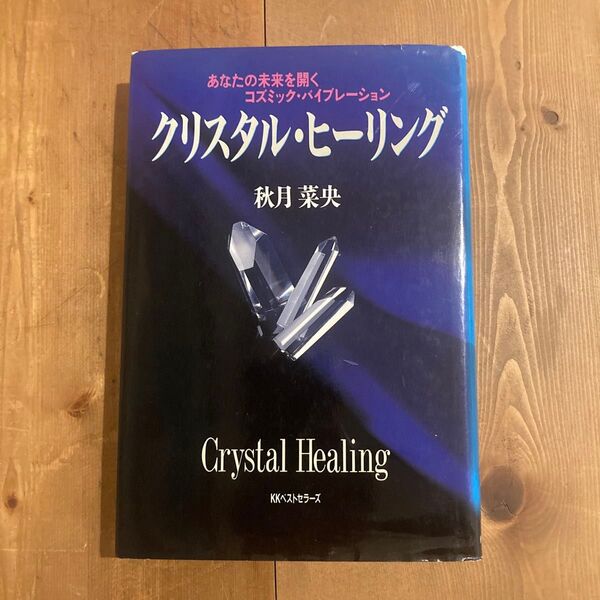 あなたの未来を開く
コズミック・バイブレーション
クリスタル・ヒーリング
秋月菜央
Crystal Healing
KKベストセラーズ